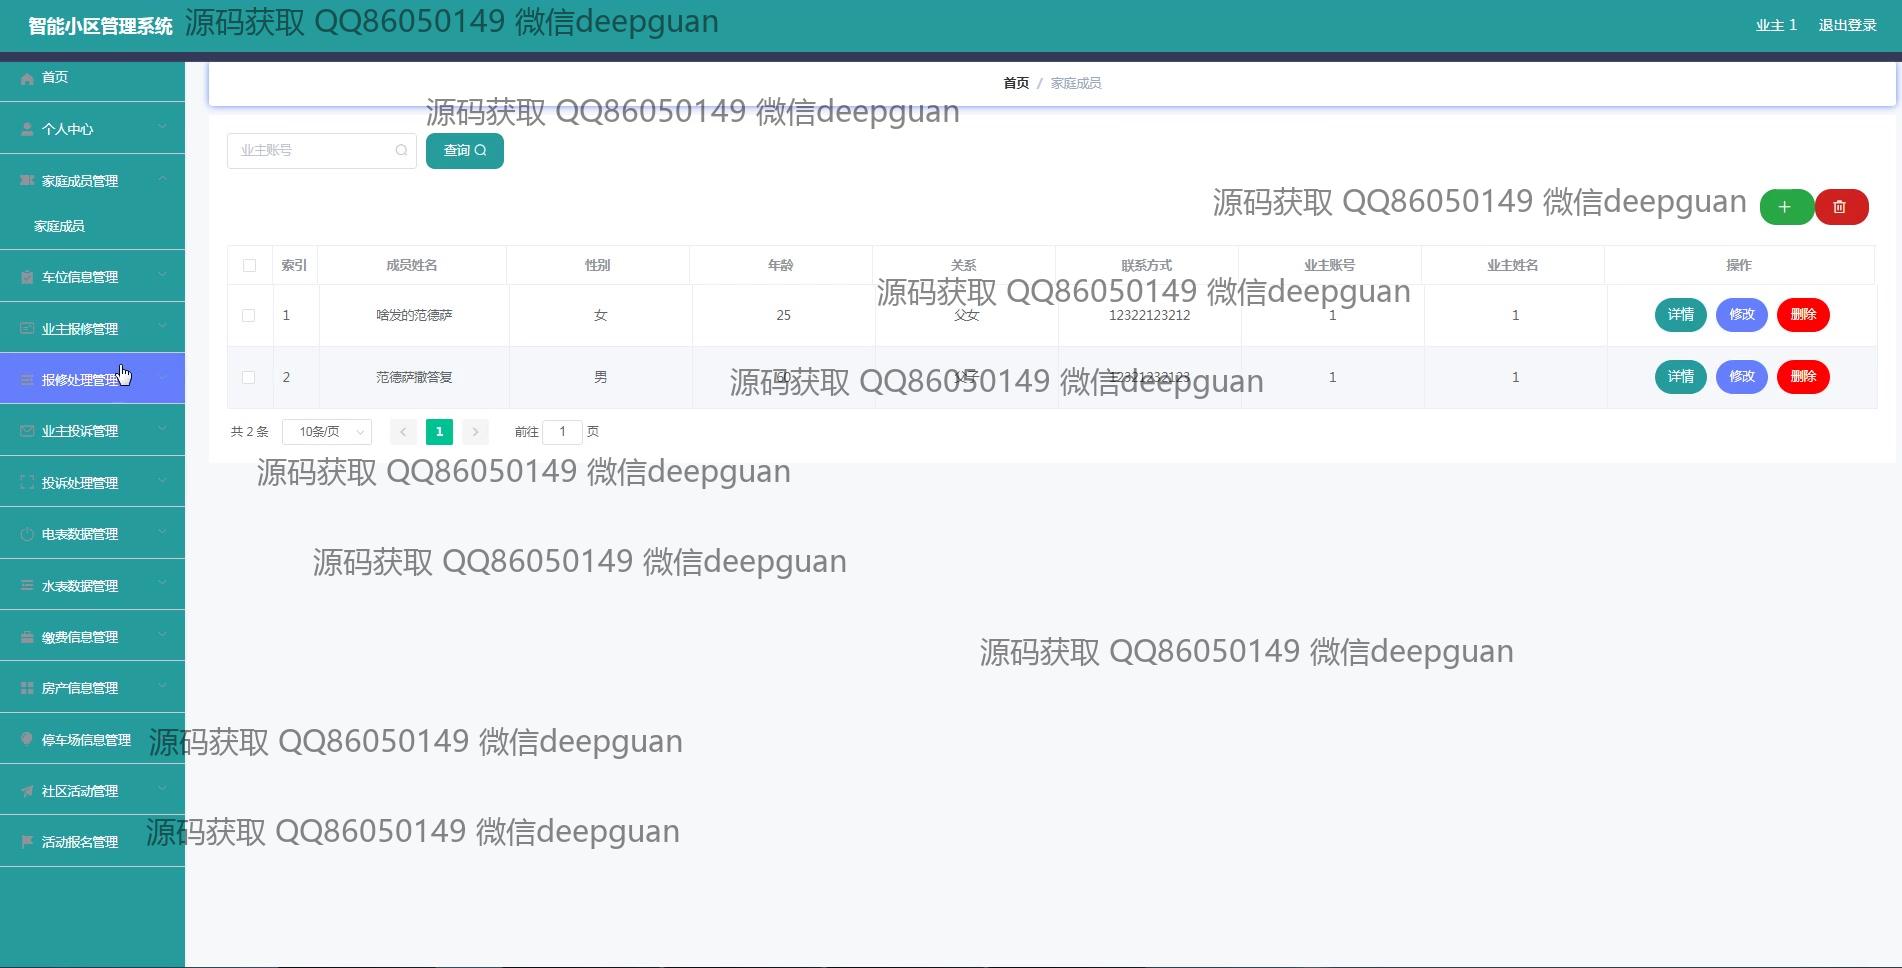 智能小区管理系统 源码获取 QQ86050149 微信deepguan 业主 1 退出登录
首页
首页 / 家庭成员
源码获取 QQ86050149 微信deepguan
个人中心
业主账号 查询
家庭成员管理
源码获取 QQ86050149 微信deepguan
家庭成员
索引 成员姓名 性别 年龄 关系 联系方式 业主账号 业主姓名 操作
车位信息管理
源码获取 QQ86050149 微信deepguan
1 啥发的范德萨 女 25 父女 12322123212 1 1 详情 修改 删除
业主报修管理
2 范德萨撒答复 男 60 父子 12321232123 1 1 详情 修改 删除
报修处理管理
源码获取 QQ86050149 微信deepguan
业主投诉管理
共 2 条 10条/页 1 前往 1 页
源码获取 QQ86050149 微信deepguan
投诉处理管理
电表数据管理
源码获取 QQ86050149 微信deepguan
水表数据管理
缴费信息管理
源码获取 QQ86050149 微信deepguan
房产信息管理
停车场信息管理
源码获取 QQ86050149 微信deepguan
社区活动管理
活动报名管理
源码获取 QQ86050149 微信deepguan